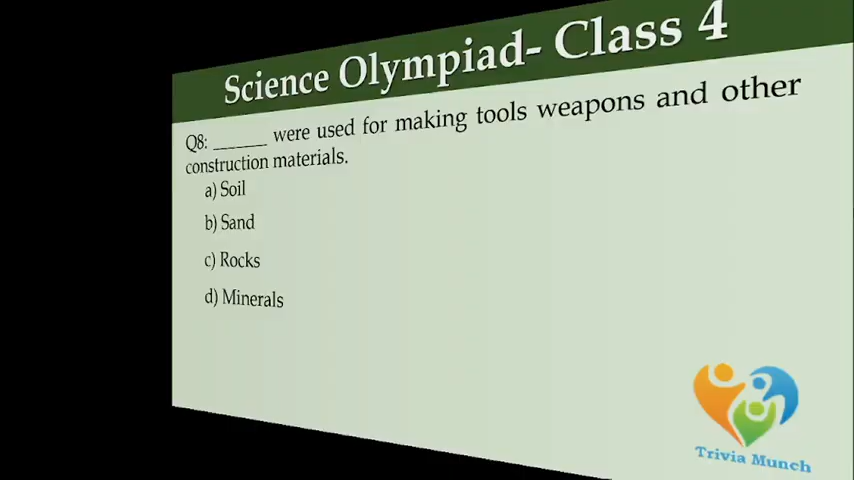 Science Olympiad- Class 4
Q8: ______ were used for making tools weapons and other
construction materials.
a) Soil
b) Sand
c) Rocks
d) Minerals
Trivia Munch